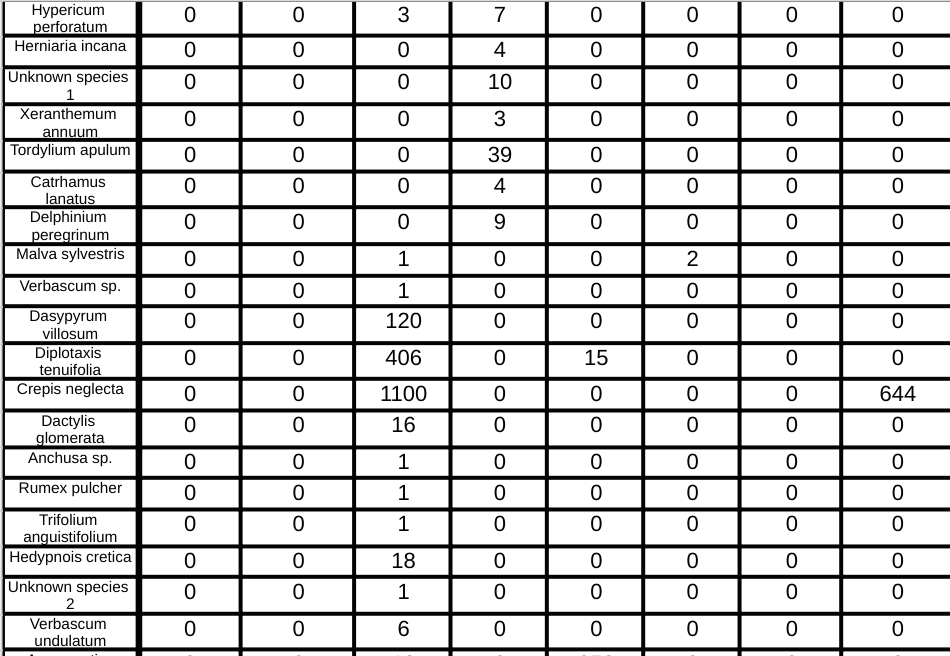 Hypericum perforatum 0 0 3 7 0 0 0 0
Herniaria incana 0 0 0 4 0 0 0 0
Unknown species 1 0 0 0 10 0 0 0 0
Xeranthemum annuum 0 0 0 3 0 0 0 0
Tordylium apulum 0 0 0 39 0 0 0 0
Catrhamus lanatus 0 0 0 4 0 0 0 0
Delphinium peregrinum 0 0 0 9 0 0 0 0
Malva sylvestris 0 0 1 0 0 2 0 0
Verbascum sp. 0 0 1 0 0 0 0 0
Dasypyrum villosum 0 0 120 0 0 0 0 0
Diplotaxis tenuifolia 0 0 406 0 15 0 0 0
Crepis neglecta 0 0 1100 0 0 0 0 644
Dactylis glomerata 0 0 16 0 0 0 0 0
Anchusa sp. 0 0 1 0 0 0 0 0
Rumex pulcher 0 0 1 0 0 0 0 0
Trifolium anguistifolium 0 0 1 0 0 0 0 0
Hedypnois cretica 0 0 18 0 0 0 0 0
Unknown species 2 0 0 1 0 0 0 0 0
Verbascum undulatum 0 0 6 0 0 0 0 0